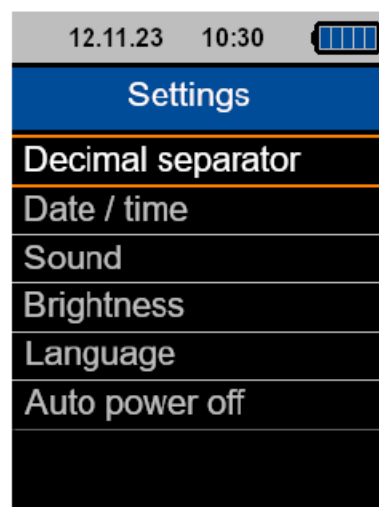 12.11.23 10:30
Settings
Decimal separator
Date / time
Sound
Brightness
Language
Auto power off